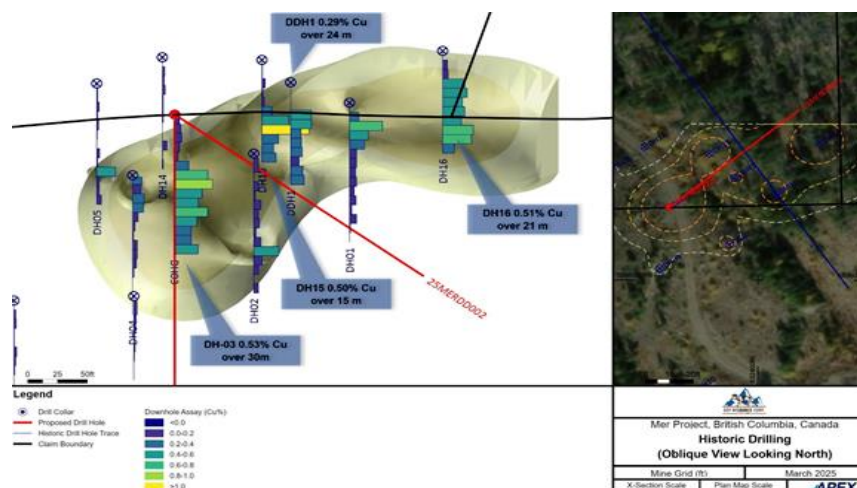 DDH1 0.29% Cu
over 24 m
DH05
DH14
DH16
DH03
DDH1
DH01
DH02
DH04
DH16 0.51% Cu
over 21 m
DH15 0.50% Cu
over 15 m
25MERDD002
DH-03 0.53% Cu
over 30m
0 50ft
Legend
Drill Collar
Proposed Drill Hole
Historic Drill Hole Trace
Claim Boundary
Downhole Assay (Cu%)
<0.0
0.0-0.2
0.2-0.4
0.4-0.6
0.6-0.8
0.8-1.0
>1.0
Mer Project, British Columbia, Canada
Historic Drilling
(Oblique View Looking North)
Mine Grid (ft)
March 2025
X-Section Scale
Plan Map Scale
APEX